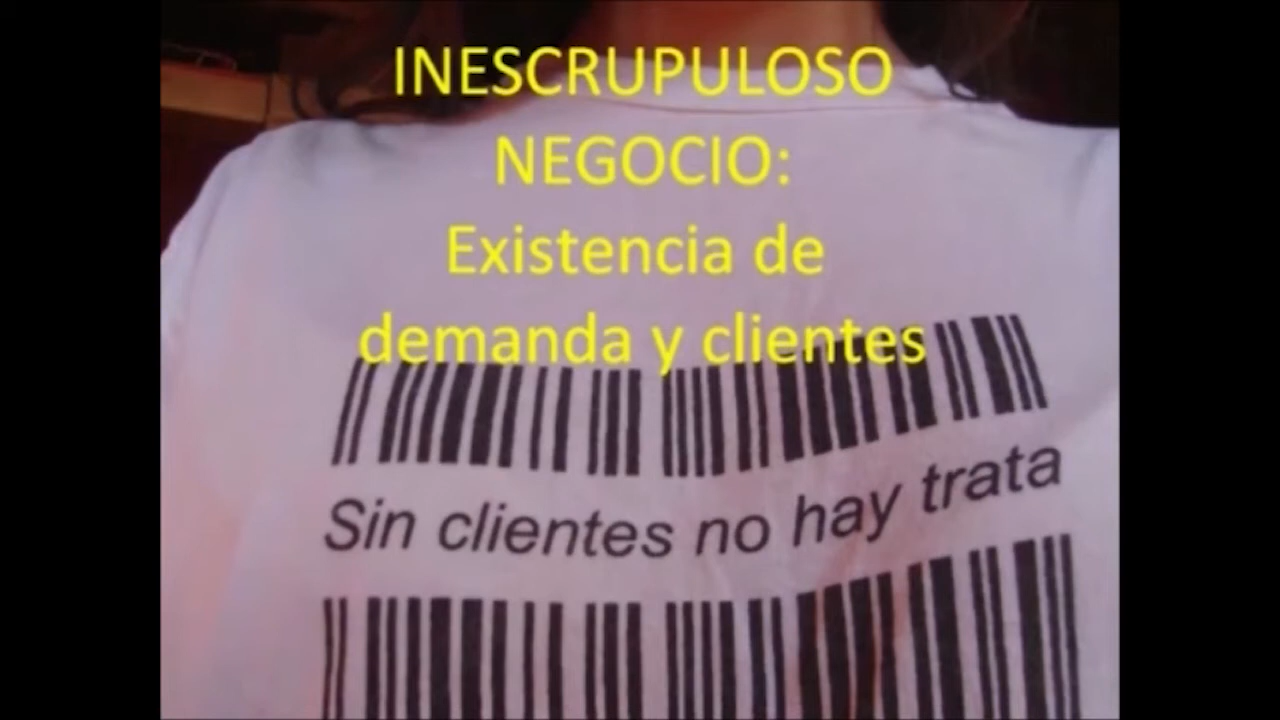 INESCRUPULOSO
NEGOCIO:
Existencia de
demanda y clientes
Sin clientes no hay trata